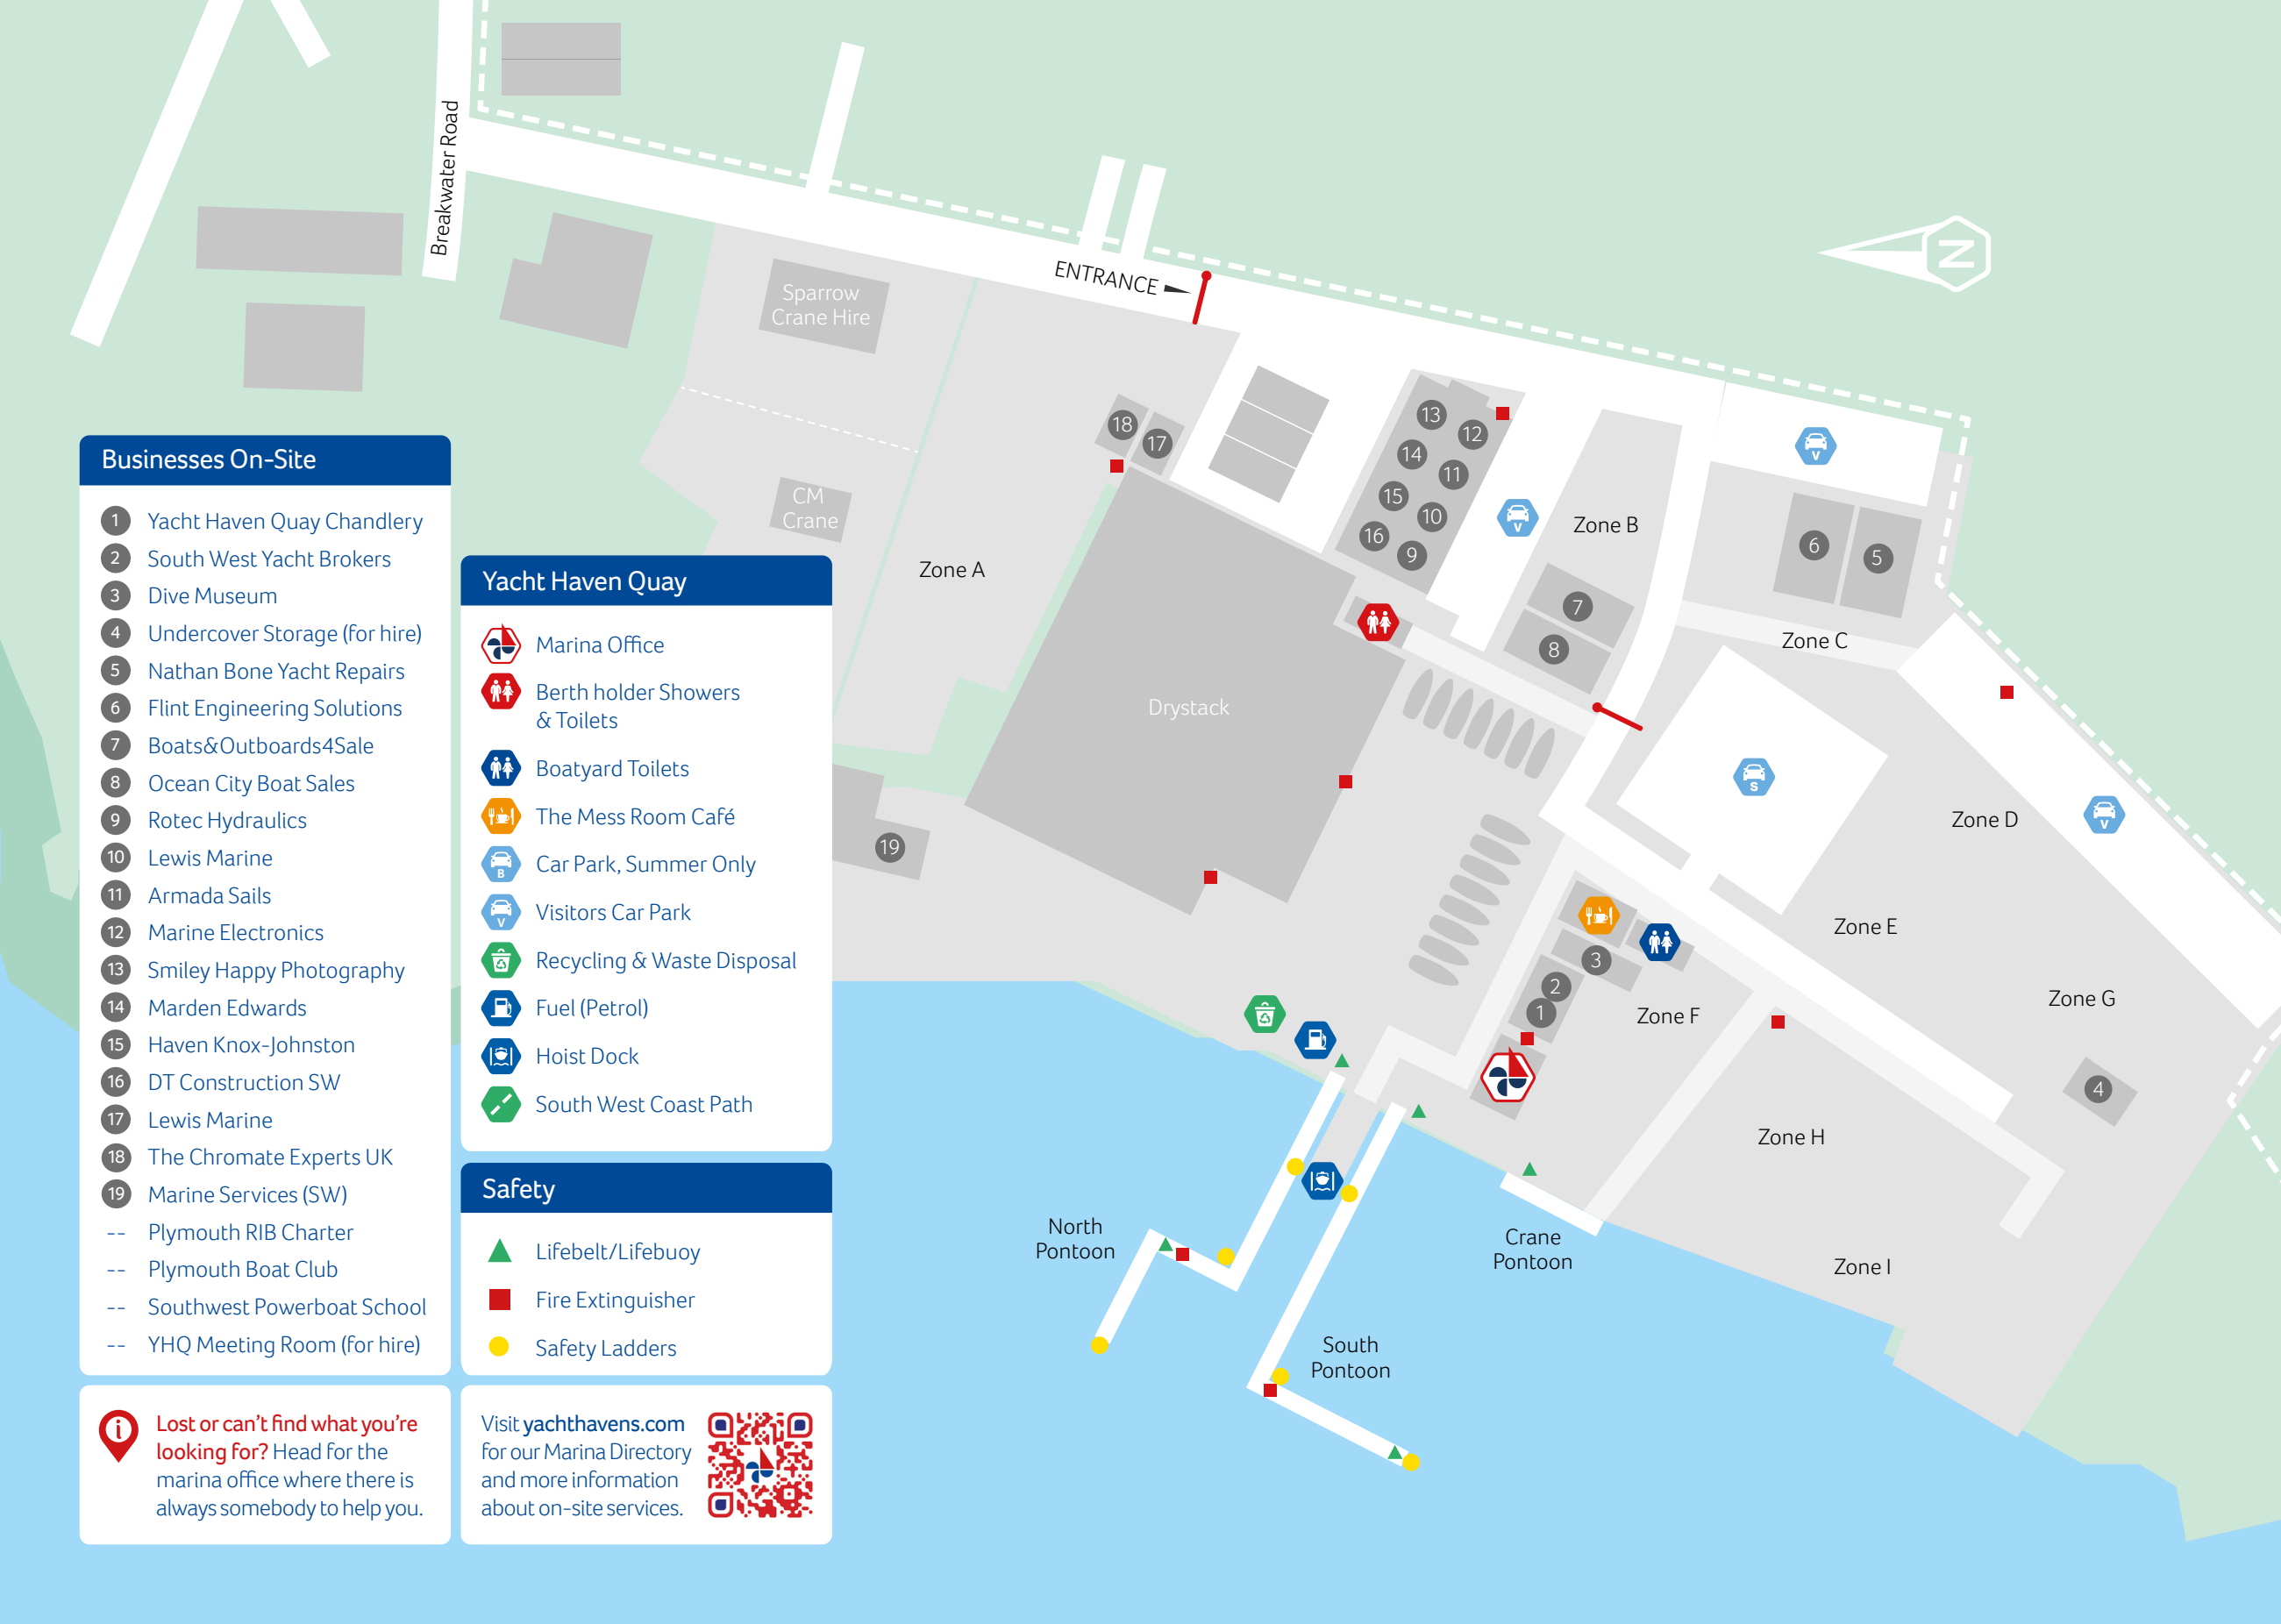 Breakwater Road
ENTRANCE
N
Sparrow
Crane Hire
CM
Crane
Zone A
18
17
13
12
14
11
15
10
16
9
V
Zone B
7
8
V
6
5
Zone C
Drystack
S
Zone D
V
Zone E
Zone G
19
3
2
1
Zone F
4
Zone H
Zone I
North
Pontoon
Crane
Pontoon
South
Pontoon
Businesses On-Site
1 Yacht Haven Quay Chandlery
2 South West Yacht Brokers
3 Dive Museum
4 Undercover Storage (for hire)
5 Nathan Bone Yacht Repairs
6 Flint Engineering Solutions
7 Boats&Outboards4Sale
8 Ocean City Boat Sales
9 Rotec Hydraulics
10 Lewis Marine
11 Armada Sails
12 Marine Electronics
13 Smiley Happy Photography
14 Marden Edwards
15 Haven Knox-Johnston
16 DT Construction SW
17 Lewis Marine
18 The Chromate Experts UK
19 Marine Services (SW)
-- Plymouth RIB Charter
-- Plymouth Boat Club
-- Southwest Powerboat School
-- YHQ Meeting Room (for hire)
Yacht Haven Quay
Marina Office
Berth holder Showers
& Toilets
Boatyard Toilets
The Mess Room Café
B Car Park, Summer Only
V Visitors Car Park
Recycling & Waste Disposal
Fuel (Petrol)
Hoist Dock
South West Coast Path
Safety
Lifebelt/Lifebuoy
Fire Extinguisher
Safety Ladders
i
Lost or can't find what you're
looking for? Head for the
marina office where there is
always somebody to help you.
Visit yachthavens.com
for our Marina Directory
and more information
about on-site services.